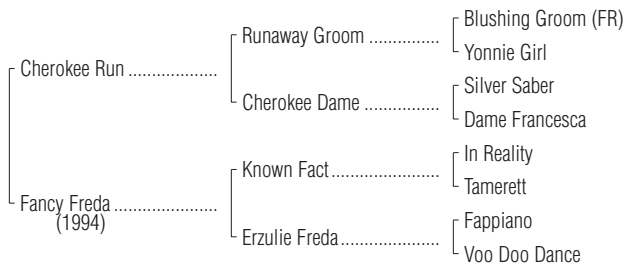 Blushing Groom (FR)
Runaway Groom ................
Yonnie Girl
Cherokee Run ...................
Silver Saber
Cherokee Dame .................
Dame Francesca
In Reality
Known Fact........................
Tamerett
Fancy Freda ......................
(1994)
Fappiano
Erzulie Freda......................
Voo Doo Dance